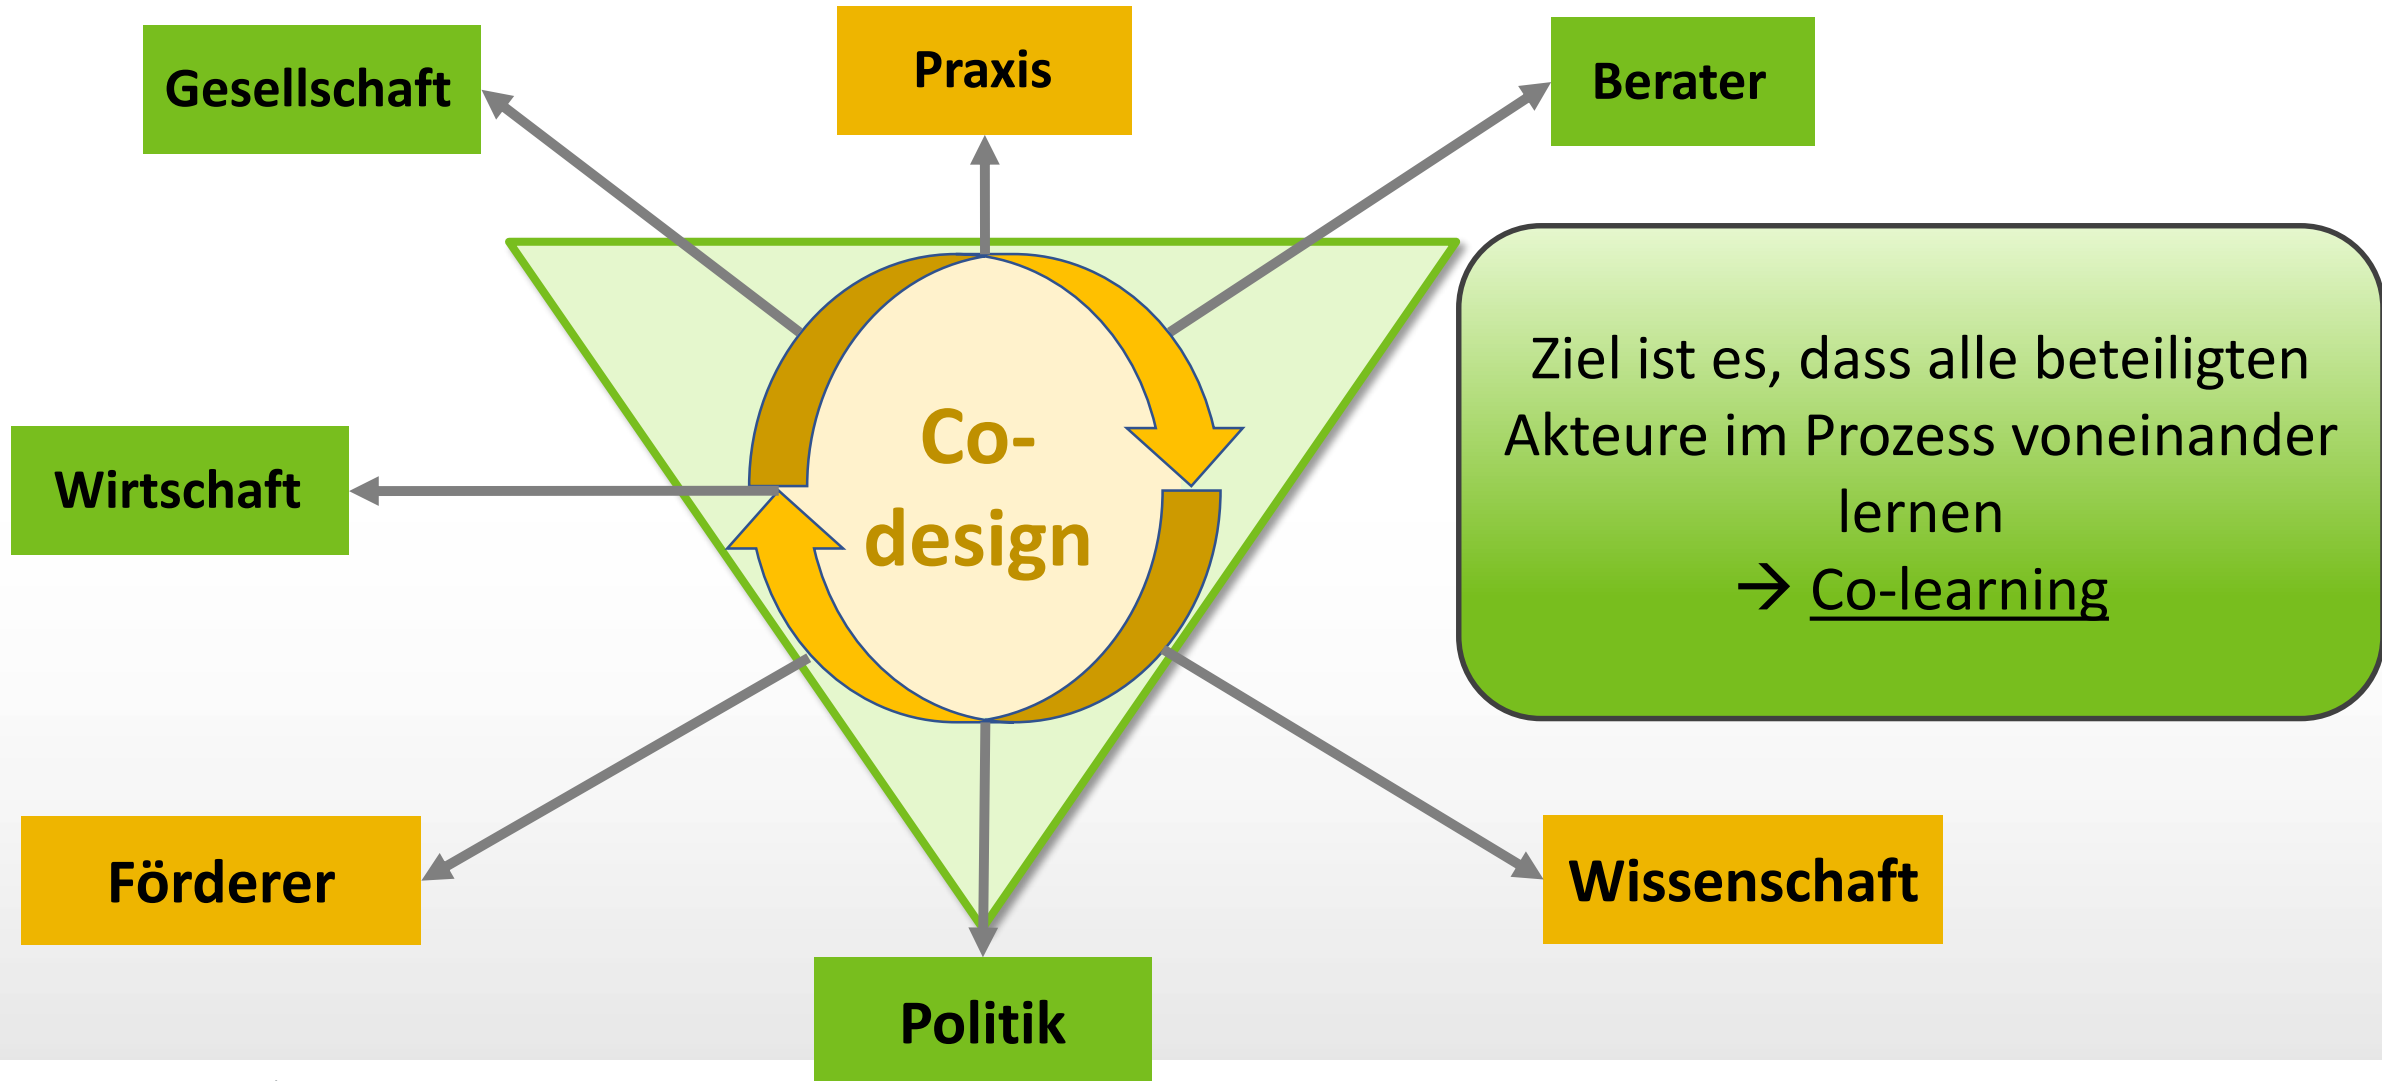 Gesellschaft
Praxis
Berater
Wirtschaft
Co-
design
Ziel ist es, dass alle beteiligten
Akteure im Prozess voneinander
lernen
→ Co-learning
Förderer
Wissenschaft
Politik